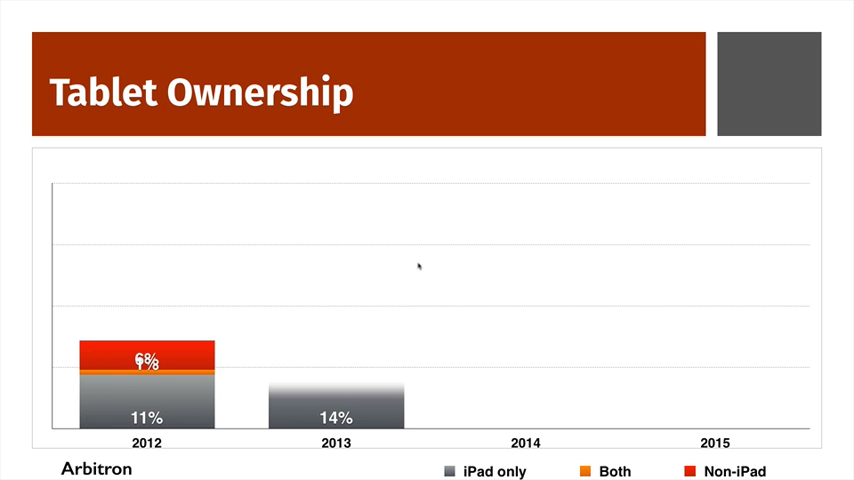 Tablet Ownership
6%
1%
11%
14%
2012 2013 2014 2015
Arbitron
iPad only Both Non-iPad